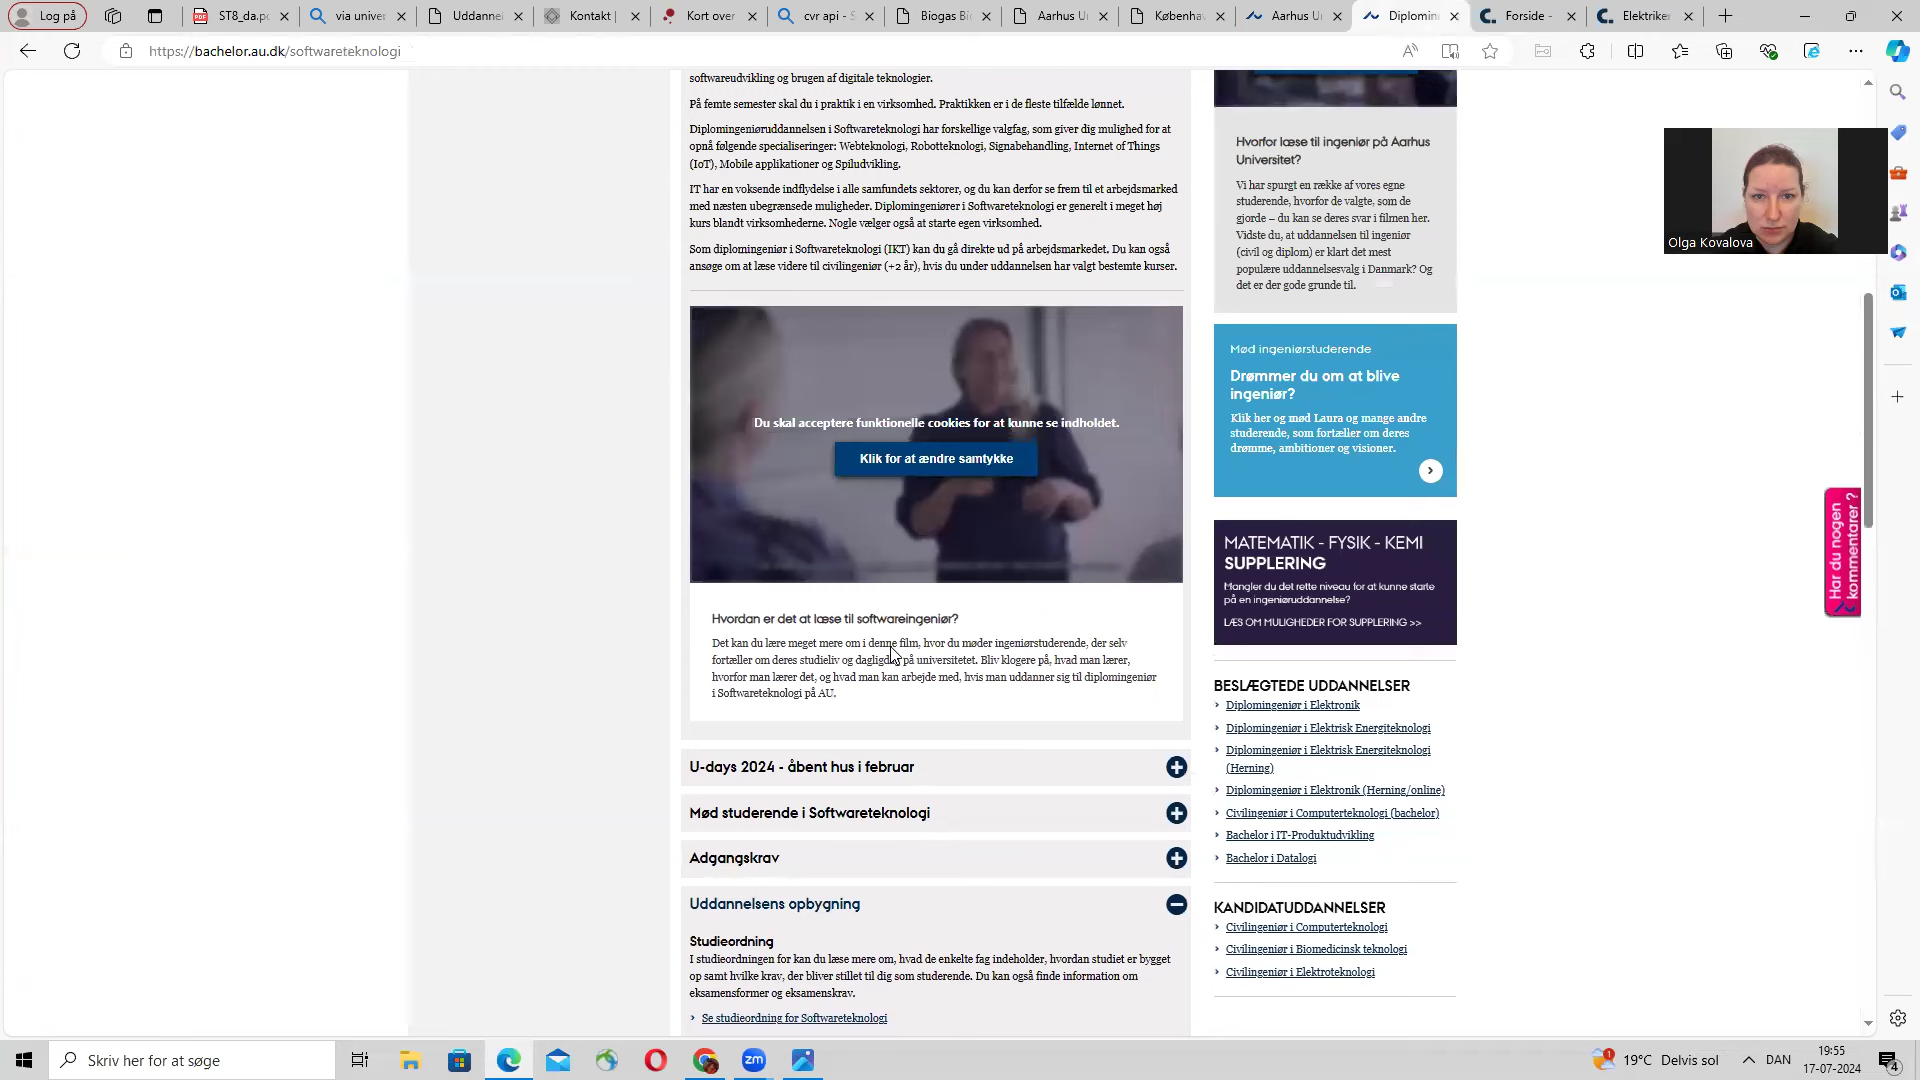 Log på
ST8_da.pd
via univer
Uddannel
Kontakt |
Kort over
cvr api - S
Biogas Bi
Aarhus U
Københav
Aarhus U
Diplomin
Forside -
Elektriker
https://bachelor.au.dk/softwareteknologi
softwareudvikling og brugen af digitale teknologier.
På femte semester skal du i praktik i en virksomhed. Praktikken er i de fleste tilfælde lønnet.
Diplomingeniøruddannelsen i Softwareteknologi har forskellige valgfag, som giver dig mulighed for at
opnå følgende specialiseringer: Webteknologi, Robotteknologi, Signabehandling, Internet of Things
(IoT), Mobile applikationer og Spiludvikling.
IT har en voksende indflydelse i alle samfundets sektorer, og du kan derfor se frem til et arbejdsmarked
med næsten ubegrænsede muligheder. Diplomingeniører i Softwareteknologi er generelt i meget høj
kurs blandt virksomhederne. Nogle vælger også at starte egen virksomhed.
Som diplomingeniør i Softwareteknologi (IKT) kan du gå direkte ud på arbejdsmarkedet. Du kan også
ansøge om at læse videre til civilingeniør (+2 år), hvis du under uddannelsen har valgt bestemte kurser.
Du skal acceptere funktionelle cookies for at kunne se indholdet.
Klik for at ændre samtykke
Hvordan er det at læse til softwareingeniør?
Det kan du lære meget mere om i denne film, hvor du møder ingeniørstuderende, der selv
fortæller om deres studieliv og dagligdag på universitetet. Bliv klogere på, hvad man lærer,
hvorfor man lærer det, og hvad man kan arbejde med, hvis man uddanner sig til diplomingeniør
i Softwareteknologi på AU.
U-days 2024 - åbent hus i februar
Mød studerende i Softwareteknologi
Adgangskrav
Uddannelsens opbygning
Studieordning
I studieordningen for kan du læse mere om, hvad de enkelte fag indeholder, hvordan studiet er bygget
op samt hvilke krav, der bliver stillet til dig som studerende. Du kan også finde information om
eksamensformer og eksamenskrav.
Se studieordning for Softwareteknologi
Hvorfor læse til ingeniør på Aarhus
Universitet?
Vi har spurgt en række af vores egne
studerende, hvorfor de valgte, som de
gjorde – du kan se deres svar i filmen her.
Vidste du, at uddannelsen til ingeniør
(civil og diplom) er klart det mest
populære uddannelsesvalg i Danmark? Og
det er der gode grunde til.
Mød ingeniørstuderende
Drømmer du om at blive
ingeniør?
Klik her og mød Laura og mange andre
studerende, som fortæller om deres
drømme, ambitioner og visioner.
MATEMATIK - FYSIK - KEMI
SUPPLERING
Mangler du det rette niveau for at kunne starte
på en ingeniøruddannelse?
LÆS OM MULIGHEDER FOR SUPPLERING >>
BESLÆGTEDE UDDANNELSER
Diplomingeniør i Elektronik
Diplomingeniør i Elektrisk Energiteknologi
Diplomingeniør i Elektrisk Energiteknologi
(Herning)
Diplomingeniør i Elektronik (Herning/online)
Civilingeniør i Computerteknologi (bachelor)
Bachelor i IT-Produktudvikling
Bachelor i Datalogi
KANDIDATUDDANNELSER
Civilingeniør i Computerteknologi
Civilingeniør i Biomedicinsk teknologi
Civilingeniør i Elektroteknologi
Olga Kovalova
Har du nogen
kommentarer ?
Skriv her for at søge
zm
1
19°C Delvis sol
DAN
19:55
17-07-2024
4